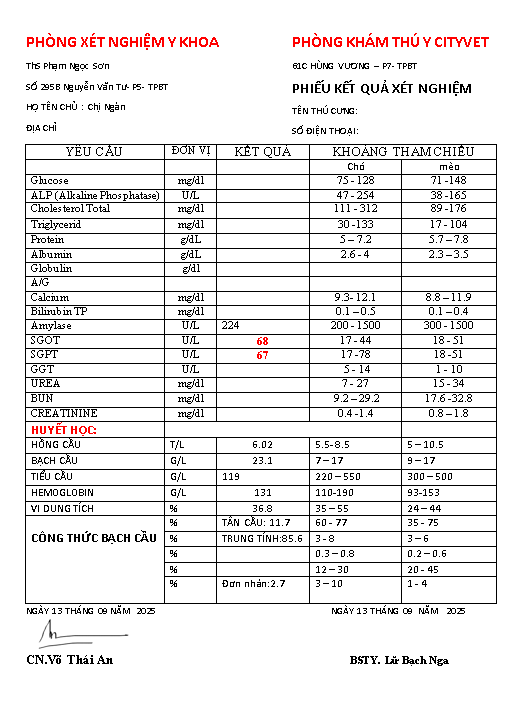 PHÒNG XÉT NGHIỆM Y KHOA PHÒNG KHÁM THÚ Y CITYVET
ThS Phạm Ngọc Sơn 61C HÙNG VƯƠNG – P7- TPBT
SỐ 295B Nguyễn Văn Tư- P5- TPBT PHIẾU KẾT QUẢ XÉT NGHIỆM
HỌ TÊN CHỦ : Chị Ngàn TÊN THÚ CƯNG:
ĐỊA CHỈ SỐ ĐIỆN THOẠI:
YÊU CẦU ĐƠN VỊ KẾT QUẢ KHOẢNG THAM CHIẾU
Chó mèo
Glucose mg/dl 75 - 128 71 -148
ALP (Alkaline Phosphatase) U/L 47 - 254 38 -165
Cholesterol Total mg/dl 111 - 312 89 -176
Triglycerid mg/dl 30 -133 17 - 104
Protein g/dL 5 – 7.2 5.7 – 7.8
Albumin g/dL 2.6 - 4 2.3 – 3.5
Globulin g/dl
A/G
Calcium mg/dl 9.3- 12.1 8.8 – 11.9
Bilirubin TP mg/dl 0.1 – 0.5 0.1 – 0.4
Amylase U/L 224 200 - 1500 300 - 1500
SGOT U/L 68 17 - 44 18 - 51
SGPT U/L 67 17 -78 18 -51
GGT U/L 5 - 14 1 - 10
UREA mg/dl 7 - 27 15 - 34
BUN mg/dl 9.2 – 29.2 17.6 -32.8
CREATININE mg/dl 0.4 -1.4 0.8 – 1.8
HUYẾT HỌC:
HỒNG CẦU T/L 6.02 5.5-8.5 5 – 10.5
BẠCH CẦU G/L 23.1 7 – 17 9 – 17
TIỂU CẦU G/L 119 220 – 550 300 – 500
HEMOGLOBIN G/L 131 110-190 93-153
VI DUNG TÍCH % 36.8 35 – 55 24 – 44
CÔNG THỨC BẠCH CẦU % TÂN CẦU: 11.7 60 - 77 35 - 75
% TRUNG TÍNH:85.6 3 - 8 3 – 6
% 0.3 – 0.8 0.2 – 0.6
% 12 – 30 20 - 45
% Đơn nhân:2.7 3 – 10 1 - 4
NGÀY 13 THÁNG 09 NĂM 2025 NGÀY 13 THÁNG 09 NĂM 2025
CN.Võ Thái An BSTY. Lữ Bạch Nga